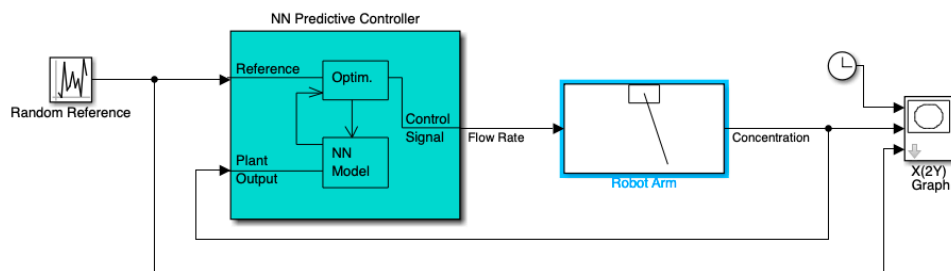 NN Predictive Controller
Random Reference
Reference
Optim.
Control
Signal
Plant
Output
NN
Model
Flow Rate
Robot Arm
Concentration
X(2Y)
Graph